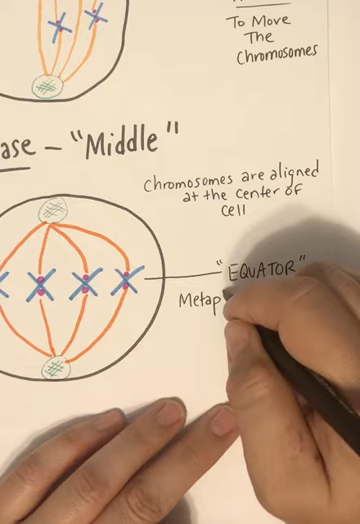 To Move
The
Chromosomes
ase – "Middle"
Chromosomes are aligned
at the center of
cell
"EQUATOR"
Metap